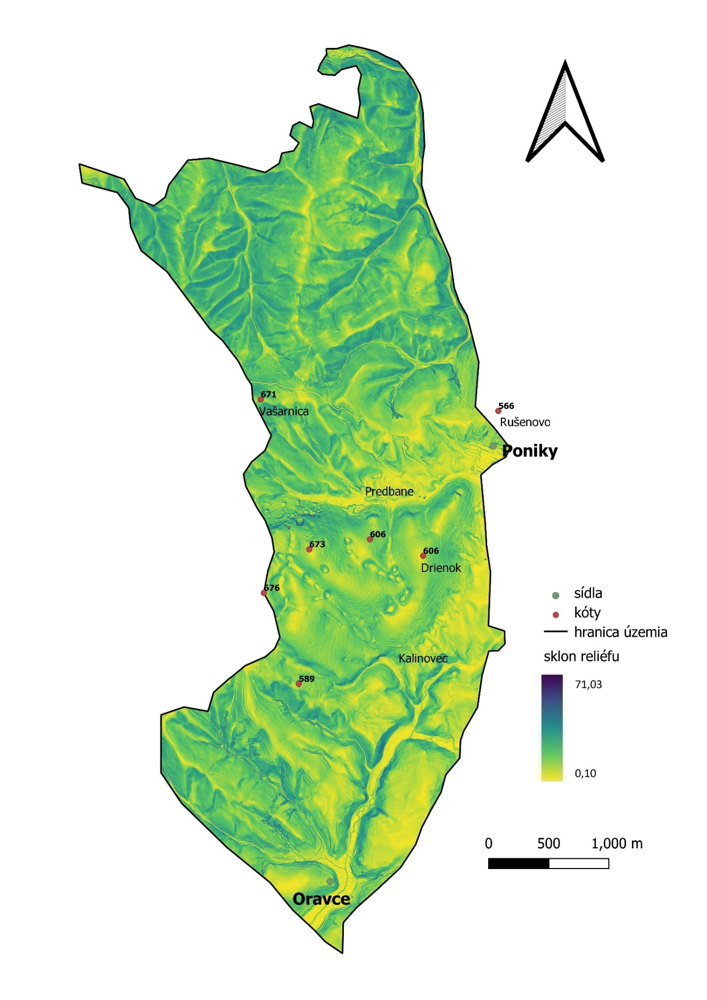 671
Vašarnica
566
Rušenovo
Poniky
Predbane
606
673
606
Drienok
676
sídla
kóty
hranica územia
Kalinovec
sklon reliéfu
589
71,03
0,10
0 500 1,000 m
Oravce